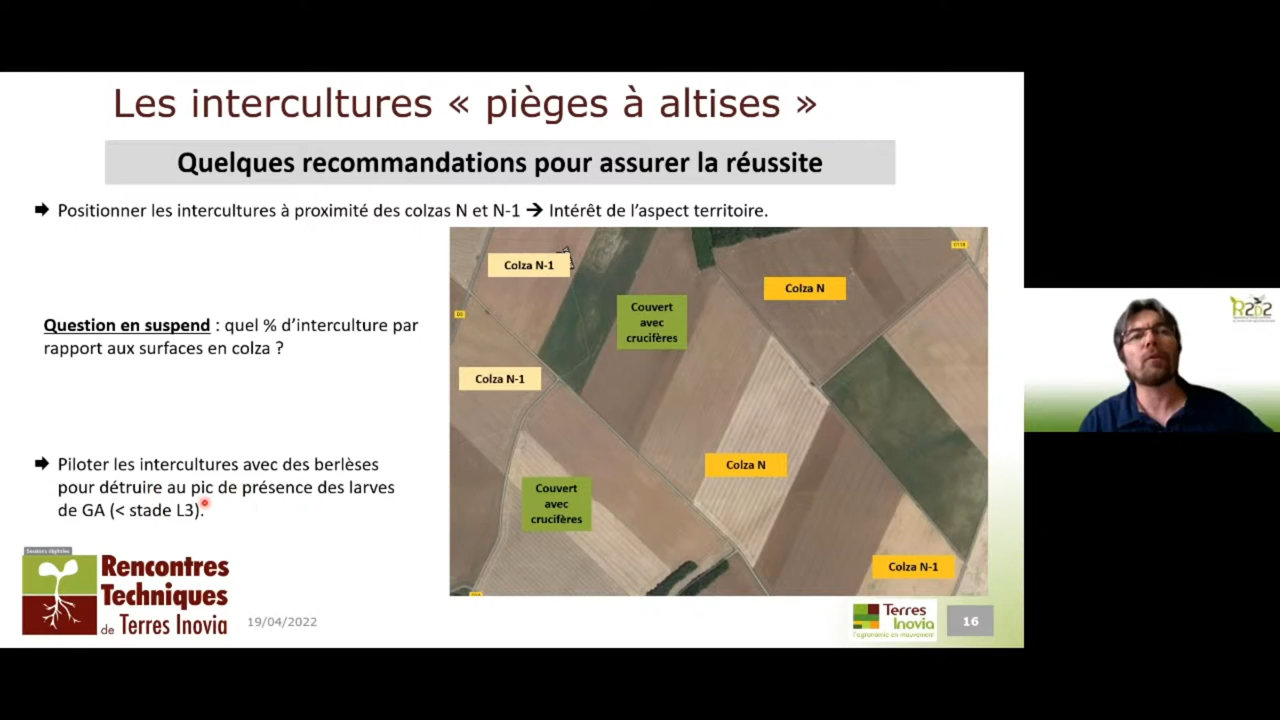 Les intercultures « pièges à altises »
Quelques recommandations pour assurer la réussite
🡆 Positionner les intercultures à proximité des colzas N et N-1 → Intérêt de l'aspect territoire.
Colza N-1
Colza N
Couvert
avec
crucifères
Question en suspend : quel % d'interculture par
rapport aux surfaces en colza ?
Colza N-1
Colza N
🡆 Piloter les intercultures avec des berlèses
pour détruire au pic de présence des larves
de GA (< stade L3).
Couvert
avec
crucifères
Colza N-1
Sessions régionales
Rencontres
Techniques
de Terres Inovia
19/04/2022
Terres
Inovia
l'agronomie en mouvement
16
R2D2